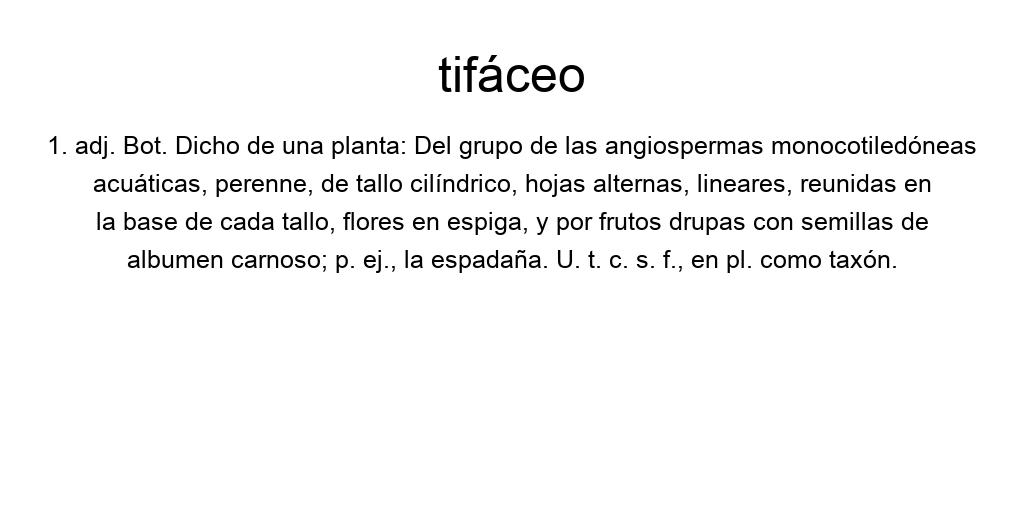 tifáceo
1. adj. Bot. Dicho de una planta: Del grupo de las angiospermas monocotiledóneas
acuáticas, perenne, de tallo cilíndrico, hojas alternas, lineares, reunidas en
la base de cada tallo, flores en espiga, y por frutos drupas con semillas de
albumen carnoso; p. ej., la espadaña. U. t. c. s. f., en pl. como taxón.